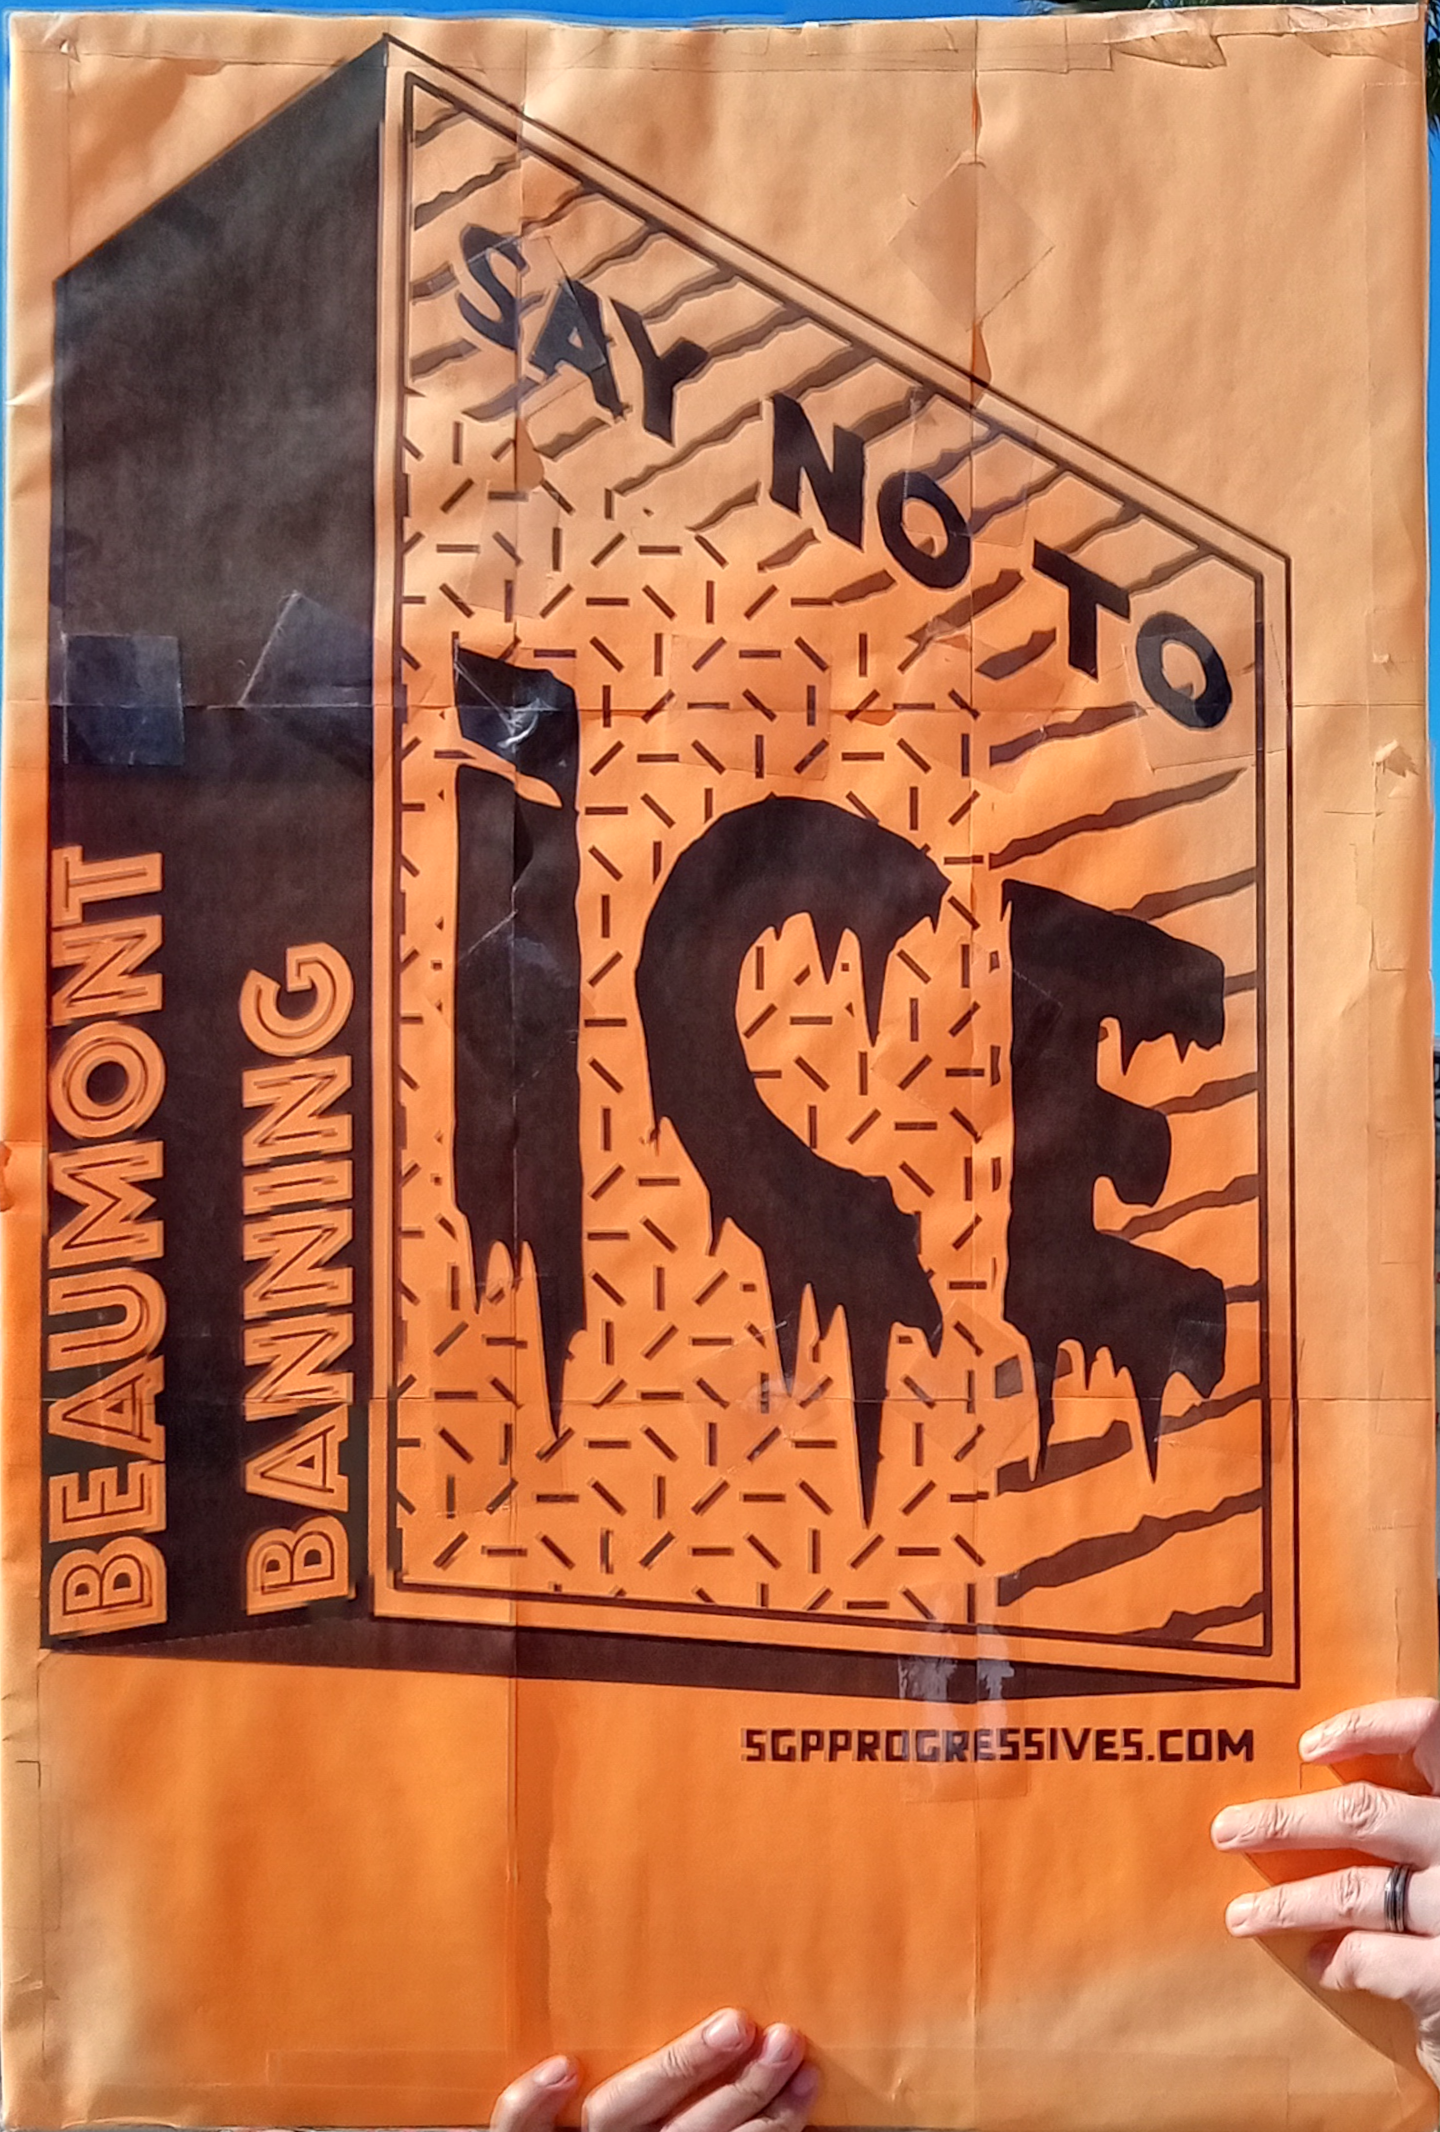 SAY NO TO
ICE
BEAUMONT
BANNING
SGPPROGRESSIVES.COM